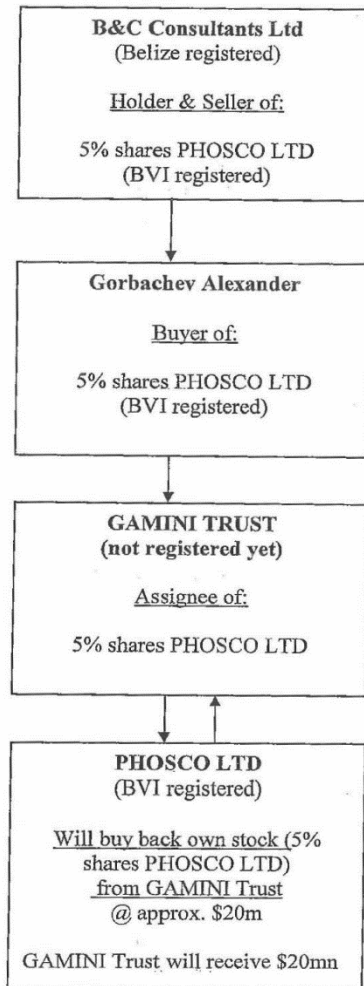 B&C Consultants Ltd
(Belize registered)
Holder & Seller of:
5% shares PHOSCO LTD
(BVI registered)
Gorbachev Alexander
Buyer of:
5% shares PHOSCO LTD
(BVI registered)
GAMINI TRUST
(not registered yet)
Assignee of:
5% shares PHOSCO LTD
PHOSCO LTD
(BVI registered)
Will buy back own stock (5%
shares PHOSCO LTD)
from GAMINI Trust
@ approx. $20m
GAMINI Trust will receive $20mn